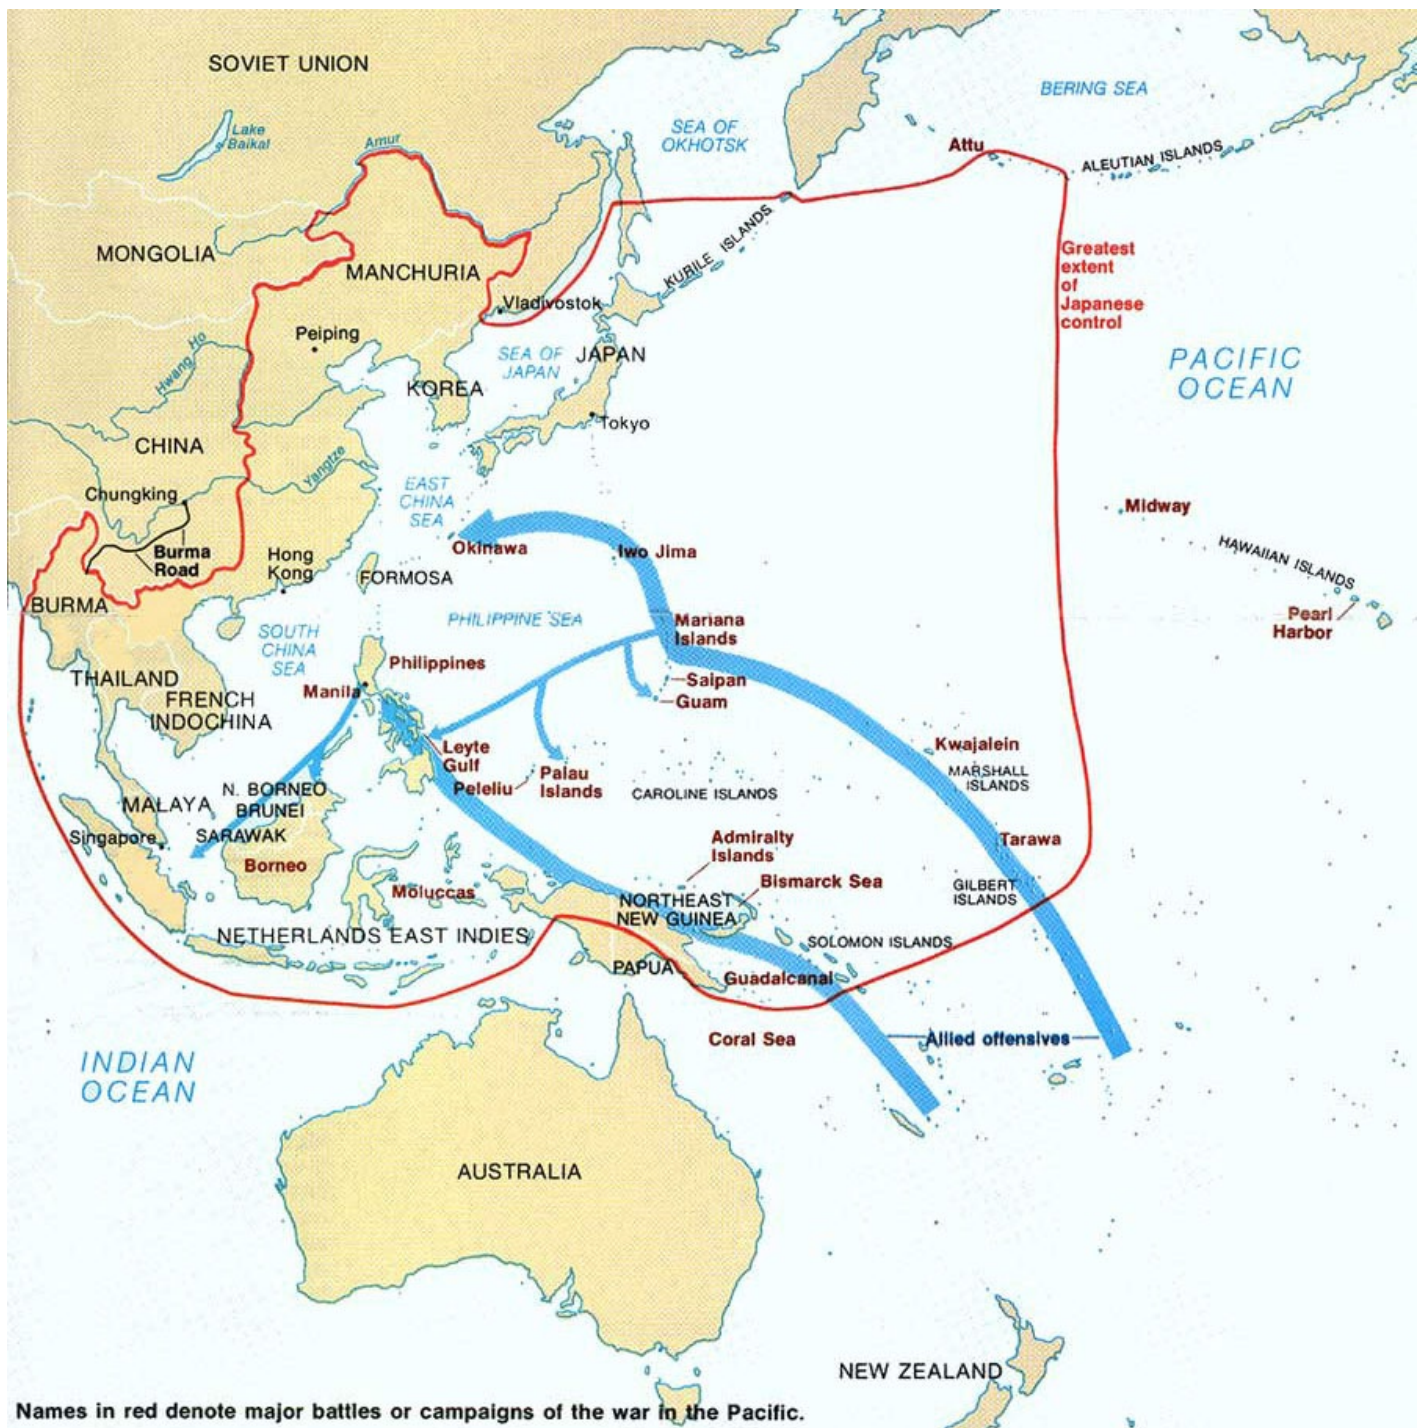 SOVIET UNION
Lake
Baikal
Amur
SEA OF
OKHOTSK
BERING SEA
Attu
ALEUTIAN ISLANDS
MONGOLIA
MANCHURIA
KURILE ISLANDS
Greatest
extent
of
Japanese
control
Vladivostok
Peiping
Hwang Ho
SEA OF
JAPAN
JAPAN
KOREA
PACIFIC
OCEAN
Tokyo
CHINA
Yangtze
Chungking
EAST
CHINA
SEA
Midway
Burma
Road
Hong
Kong
Okinawa
Iwo Jima
HAWAIIAN ISLANDS
FORMOSA
BURMA
Pearl
Harbor
SOUTH
CHINA
SEA
PHILIPPINE SEA
Mariana
Islands
Philippines
THAILAND
Manila
Saipan
Guam
FRENCH
INDOCHINA
Leyte
Gulf
Kwajalein
Peleliu
Palau
Islands
CAROLINE ISLANDS
MARSHALL
ISLANDS
N. BORNEO
BRUNEI
MALAYA
Singapore
SARAWAK
Borneo
Admiralty
Islands
Tarawa
Moluccas
Bismarck Sea
GILBERT
ISLANDS
NORTHEAST
NEW GUINEA
NETHERLANDS EAST INDIES
SOLOMON ISLANDS
PAPUA
Guadalcanal
Coral Sea
Allied offensives
INDIAN
OCEAN
AUSTRALIA
NEW ZEALAND
Names in red denote major battles or campaigns of the war in the Pacific.